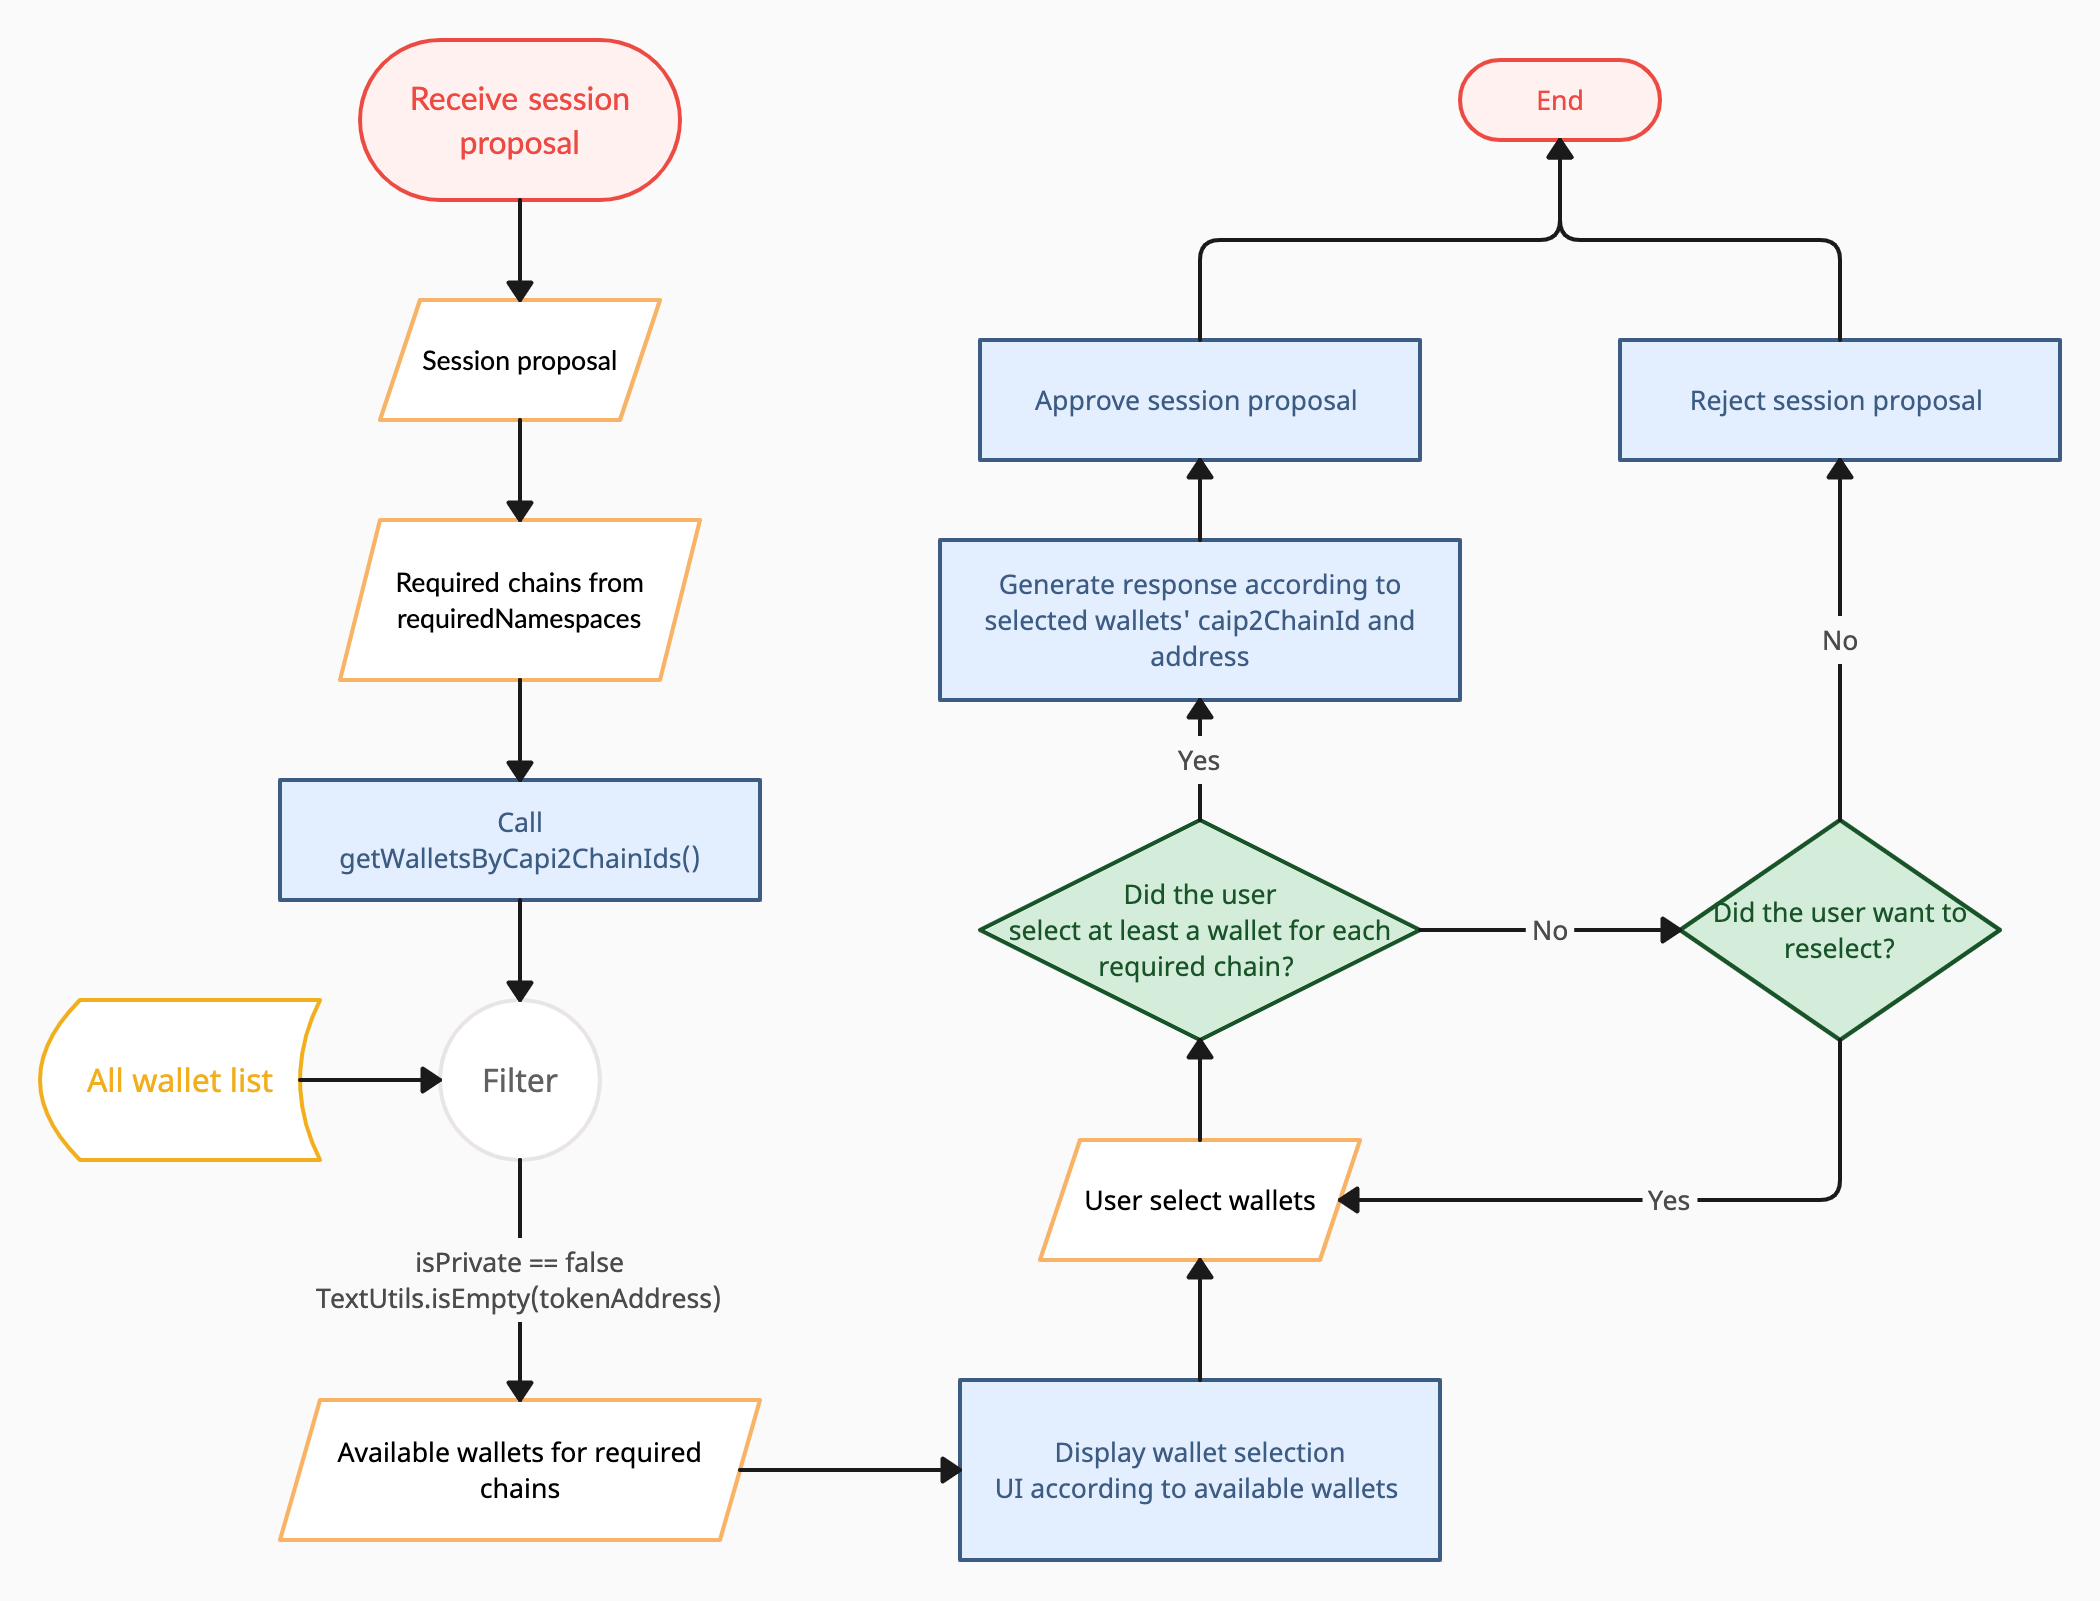 Receive session
proposal
Session proposal
Required chains from
requiredNamespaces
Call
getWalletsByCapi2ChainIds()
All wallet list
Filter
isPrivate == false
TextUtils.isEmpty(tokenAddress)
Available wallets for required
chains
Display wallet selection
UI according to available wallets
User select wallets
Did the user
select at least a wallet for each
required chain?
Yes
No
Did the user want to
reselect?
Yes
No
Generate response according to
selected wallets' caip2ChainId and
address
Approve session proposal
Reject session proposal
End